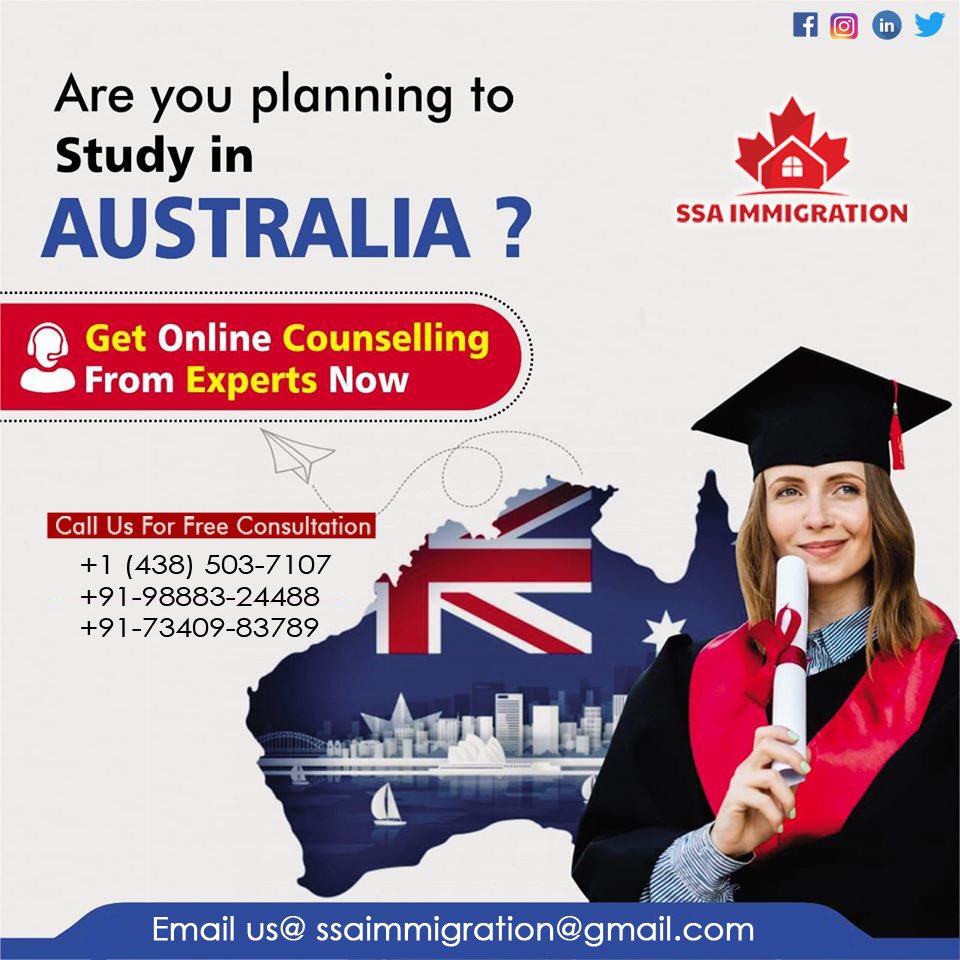 Are you planning to
Study in
AUSTRALIA ?
SSA IMMIGRATION
Get Online Counselling
From Experts Now
Call Us For Free Consultation
+1 (438) 503-7107
+91-98883-24488
+91-73409-83789
Email us@ ssaimmigration@gmail.com